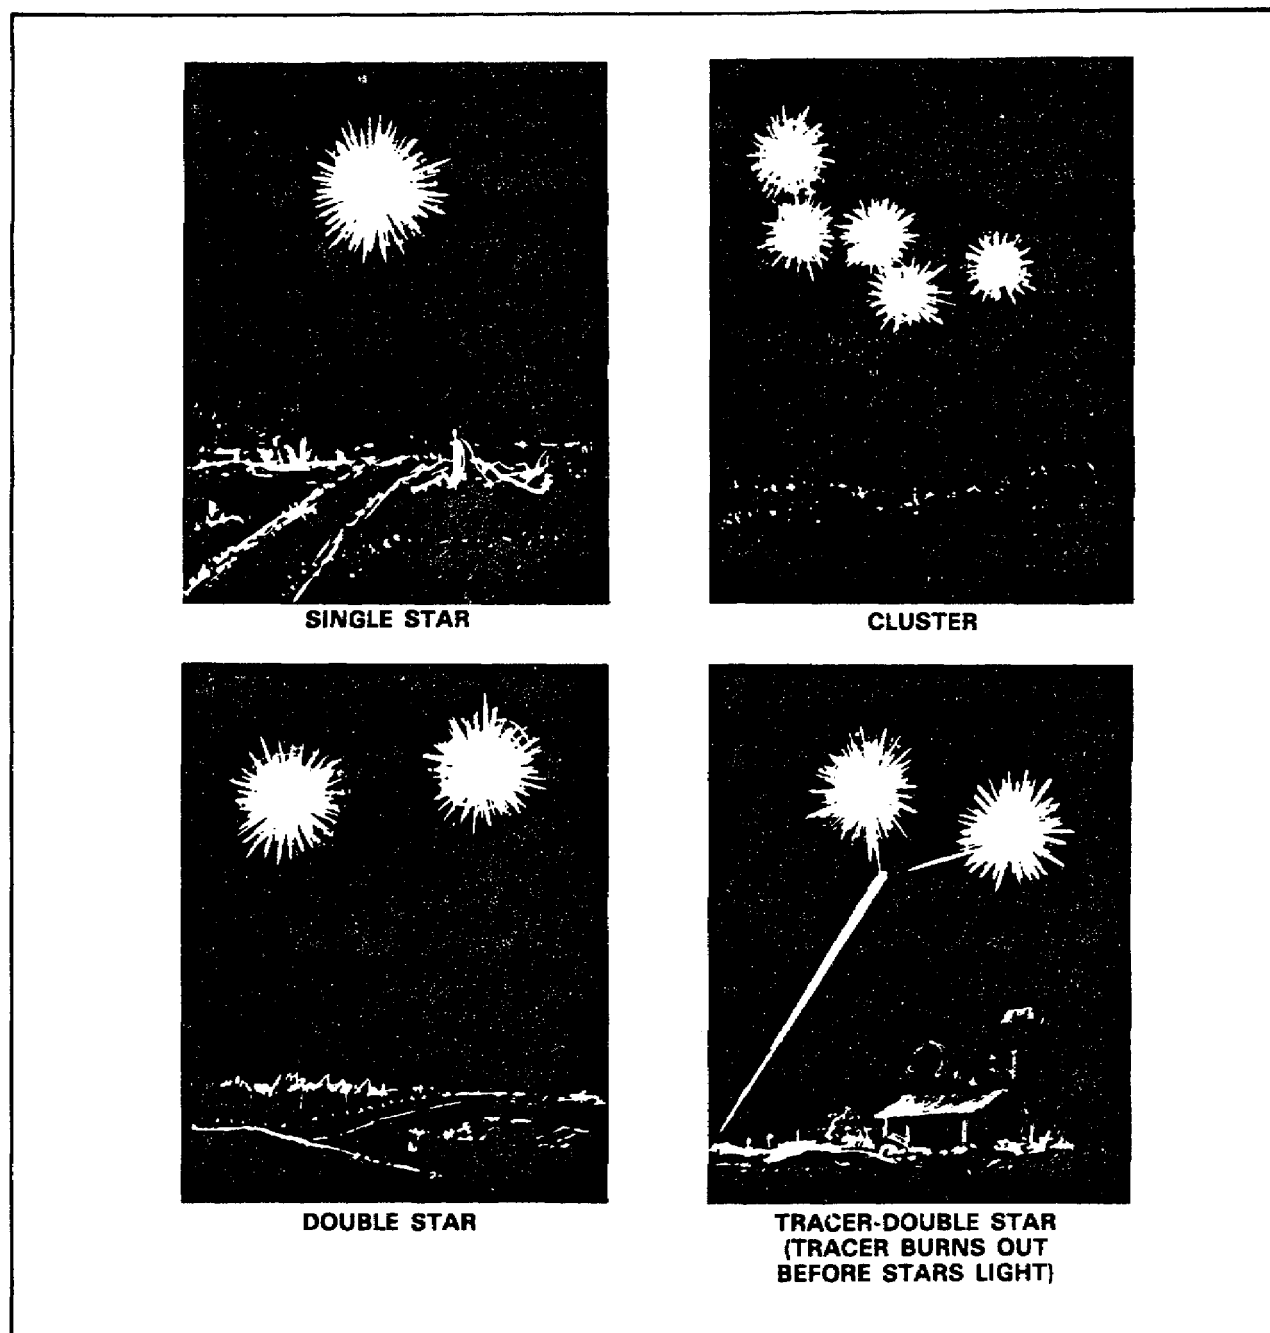 SINGLE STAR
CLUSTER
DOUBLE STAR
TRACER-DOUBLE STAR
(TRACER BURNS OUT
BEFORE STARS LIGHT)